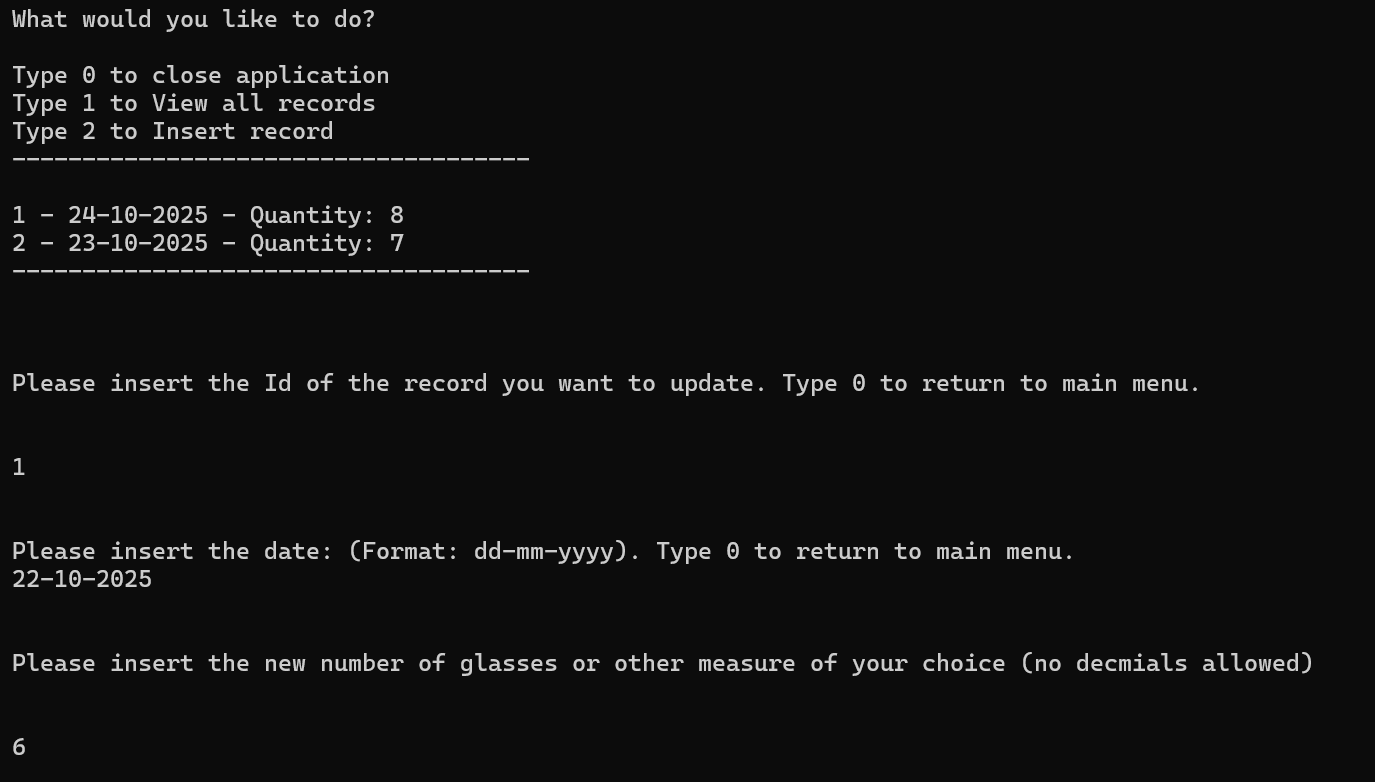 What would you like to do?
Type 0 to close application
Type 1 to View all records
Type 2 to Insert record
-------------------------------------
1 - 24-10-2025 - Quantity: 8
2 - 23-10-2025 - Quantity: 7
-------------------------------------
Please insert the Id of the record you want to update. Type 0 to return to main menu.
1
Please insert the date: (Format: dd-mm-yyyy). Type 0 to return to main menu.
22-10-2025
Please insert the new number of glasses or other measure of your choice (no decmials allowed)
6